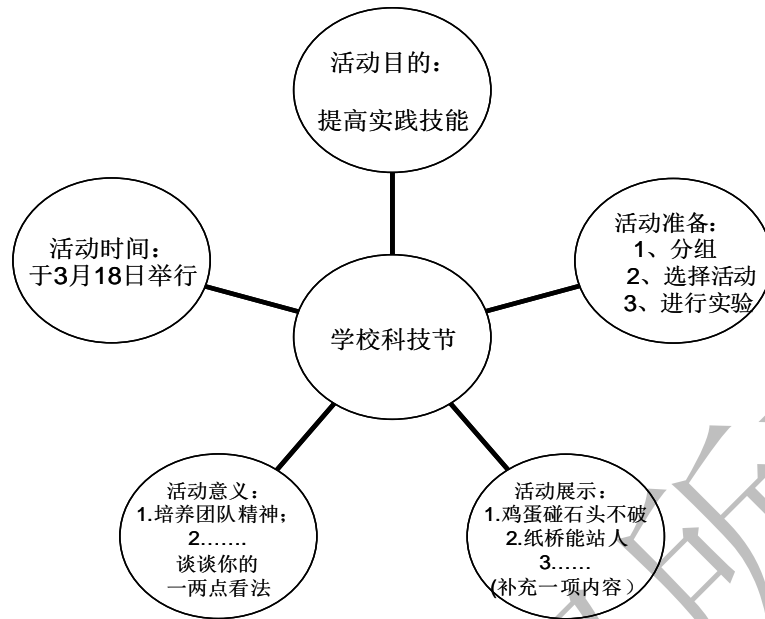 活动目的：
提高实践技能
活动时间：
于3月18日举行
活动准备：
1、分组
2、选择活动
3、进行实验
学校科技节
活动意义：
1.培养团队精神；
2.……
谈谈你的
一两点看法
活动展示：
1.鸡蛋碰石头不破
2.纸桥能站人
3……
(补充一项内容）